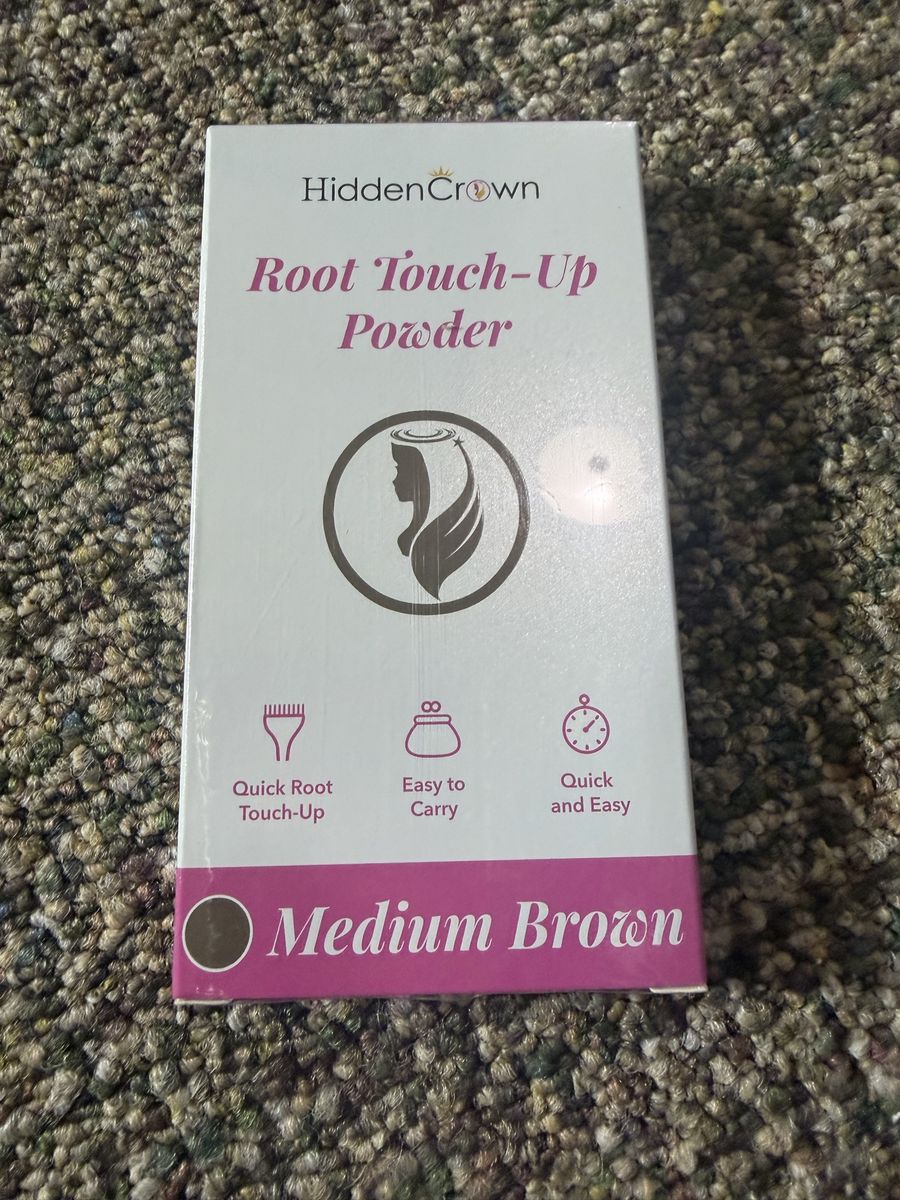 HiddenCrown
Root Touch-Up
Powder
Quick Root
Touch-Up
Easy to
Carry
Quick
and Easy
Medium Brown